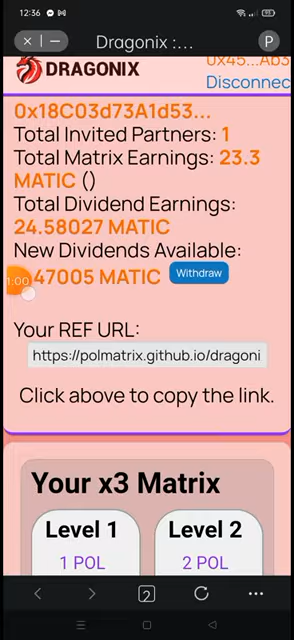 12:36
83
× | – Dragonix :... P
DRAGONIX
0x45...Ab3
Disconnec
0x18C03d73A1d53...
Total Invited Partners: 1
Total Matrix Earnings: 23.3
MATIC ()
Total Dividend Earnings:
24.58027 MATIC
New Dividends Available:
1:00 47005 MATIC Withdraw
Your REF URL:
https://polmatrix.github.io/dragoni
Click above to copy the link.
Your x3 Matrix
Level 1 Level 2
1 POL 2 POL
2